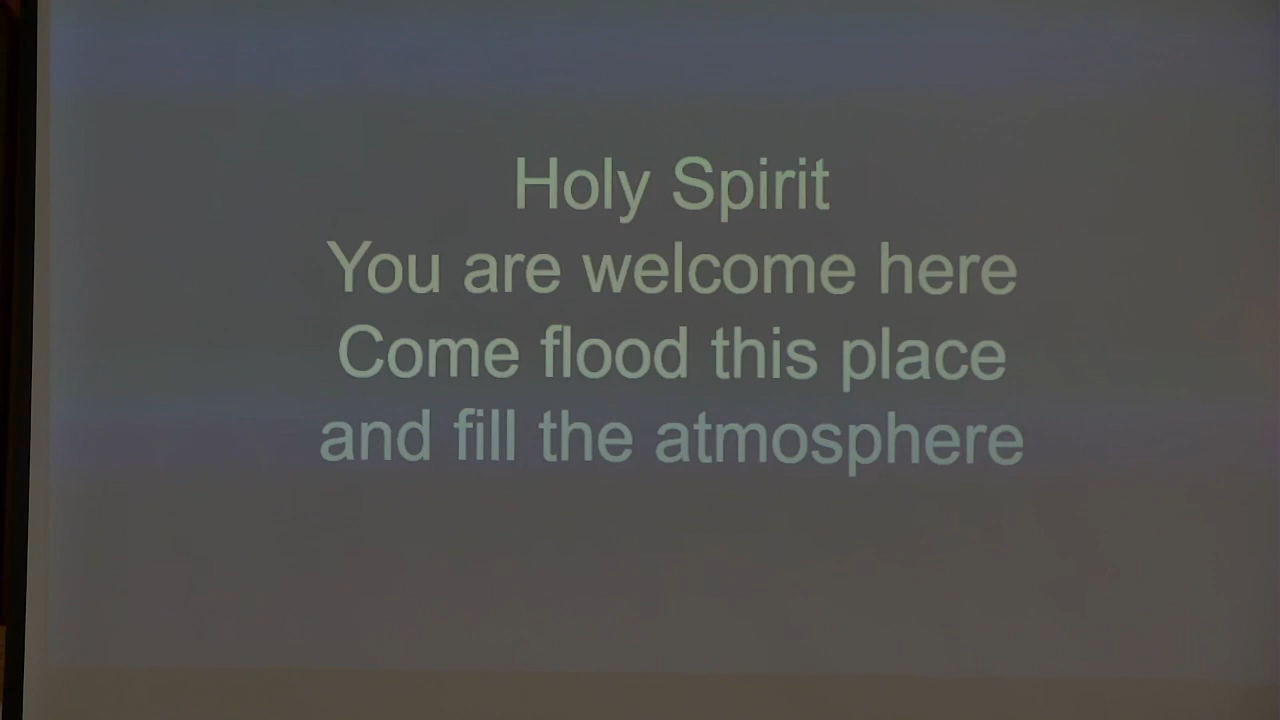 Holy Spirit
You are welcome here
Come flood this place
and fill the atmosphere